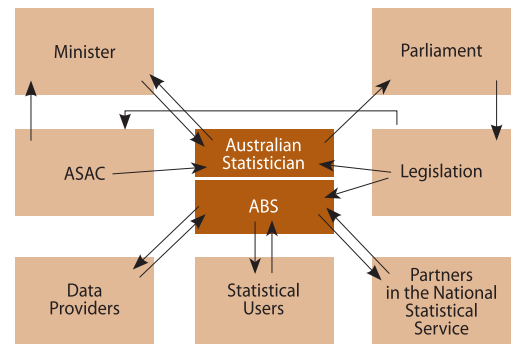 Minister
Parliament
Australian
Statistician
ASAC
Legislation
ABS
Data
Providers
Statistical
Users
Partners
in the National
Statistical
Service